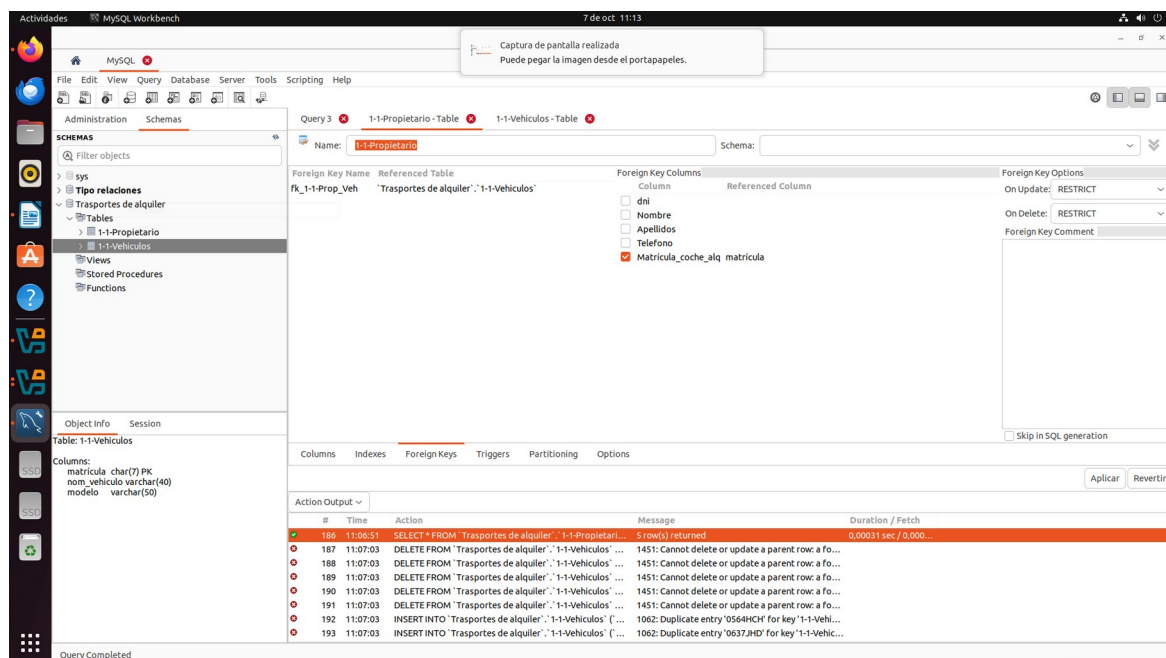 Actividades MySQL Workbench 7 de oct 11:13
Captura de pantalla realizada
Puede pegar la imagen desde el portapapeles.
MySQL
File Edit View Query Database Server Tools Scripting Help
Administration Schemas
SCHEMAS
Filter objects
sys
Tipo relaciones
Trasportes de alquiler
Tables
1-1-Propietario
1-1-Vehiculos
Views
Stored Procedures
Functions
Object Info Session
Table: 1-1-Vehiculos
Columns:
matrícula char(7) PK
nom_vehiculo varchar(40)
modelo varchar(50)
Query 3 1-1-Propietario - Table 1-1-Vehiculos - Table
Name: 1-1-Propietario Schema:
Foreign Key Name Referenced Table
fk_1-1-Prop_Veh `Trasportes de alquiler`.`1-1-Vehiculos`
Foreign Key Columns
Column Referenced Column
dni
Nombre
Apellidos
Telefono
Matrícula_coche_alq matrícula
Foreign Key Options
On Update: RESTRICT
On Delete: RESTRICT
Foreign Key Comment
Skip in SQL generation
Columns Indexes Foreign Keys Triggers Partitioning Options
Aplicar Revertir
Action Output
# Time Action Message Duration / Fetch
186 11:06:51 SELECT * FROM `Trasportes de alquiler`.`1-1-Propietari... 5 row(s) returned 0,00031 sec / 0,000...
187 11:07:03 DELETE FROM `Trasportes de alquiler`.`1-1-Vehiculos` ... 1451: Cannot delete or update a parent row: a fo...
188 11:07:03 DELETE FROM `Trasportes de alquiler`.`1-1-Vehiculos` ... 1451: Cannot delete or update a parent row: a fo...
189 11:07:03 DELETE FROM `Trasportes de alquiler`.`1-1-Vehiculos` ... 1451: Cannot delete or update a parent row: a fo...
190 11:07:03 DELETE FROM `Trasportes de alquiler`.`1-1-Vehiculos` ... 1451: Cannot delete or update a parent row: a fo...
191 11:07:03 DELETE FROM `Trasportes de alquiler`.`1-1-Vehiculos` ... 1451: Cannot delete or update a parent row: a fo...
192 11:07:03 INSERT INTO `Trasportes de alquiler`.`1-1-Vehiculos` (`... 1062: Duplicate entry '0564HCH' for key '1-1-Vehi...
193 11:07:03 INSERT INTO `Trasportes de alquiler`.`1-1-Vehiculos` (`... 1062: Duplicate entry '0637JHD' for key '1-1-Vehic...
SSD
SSD
Query Completed